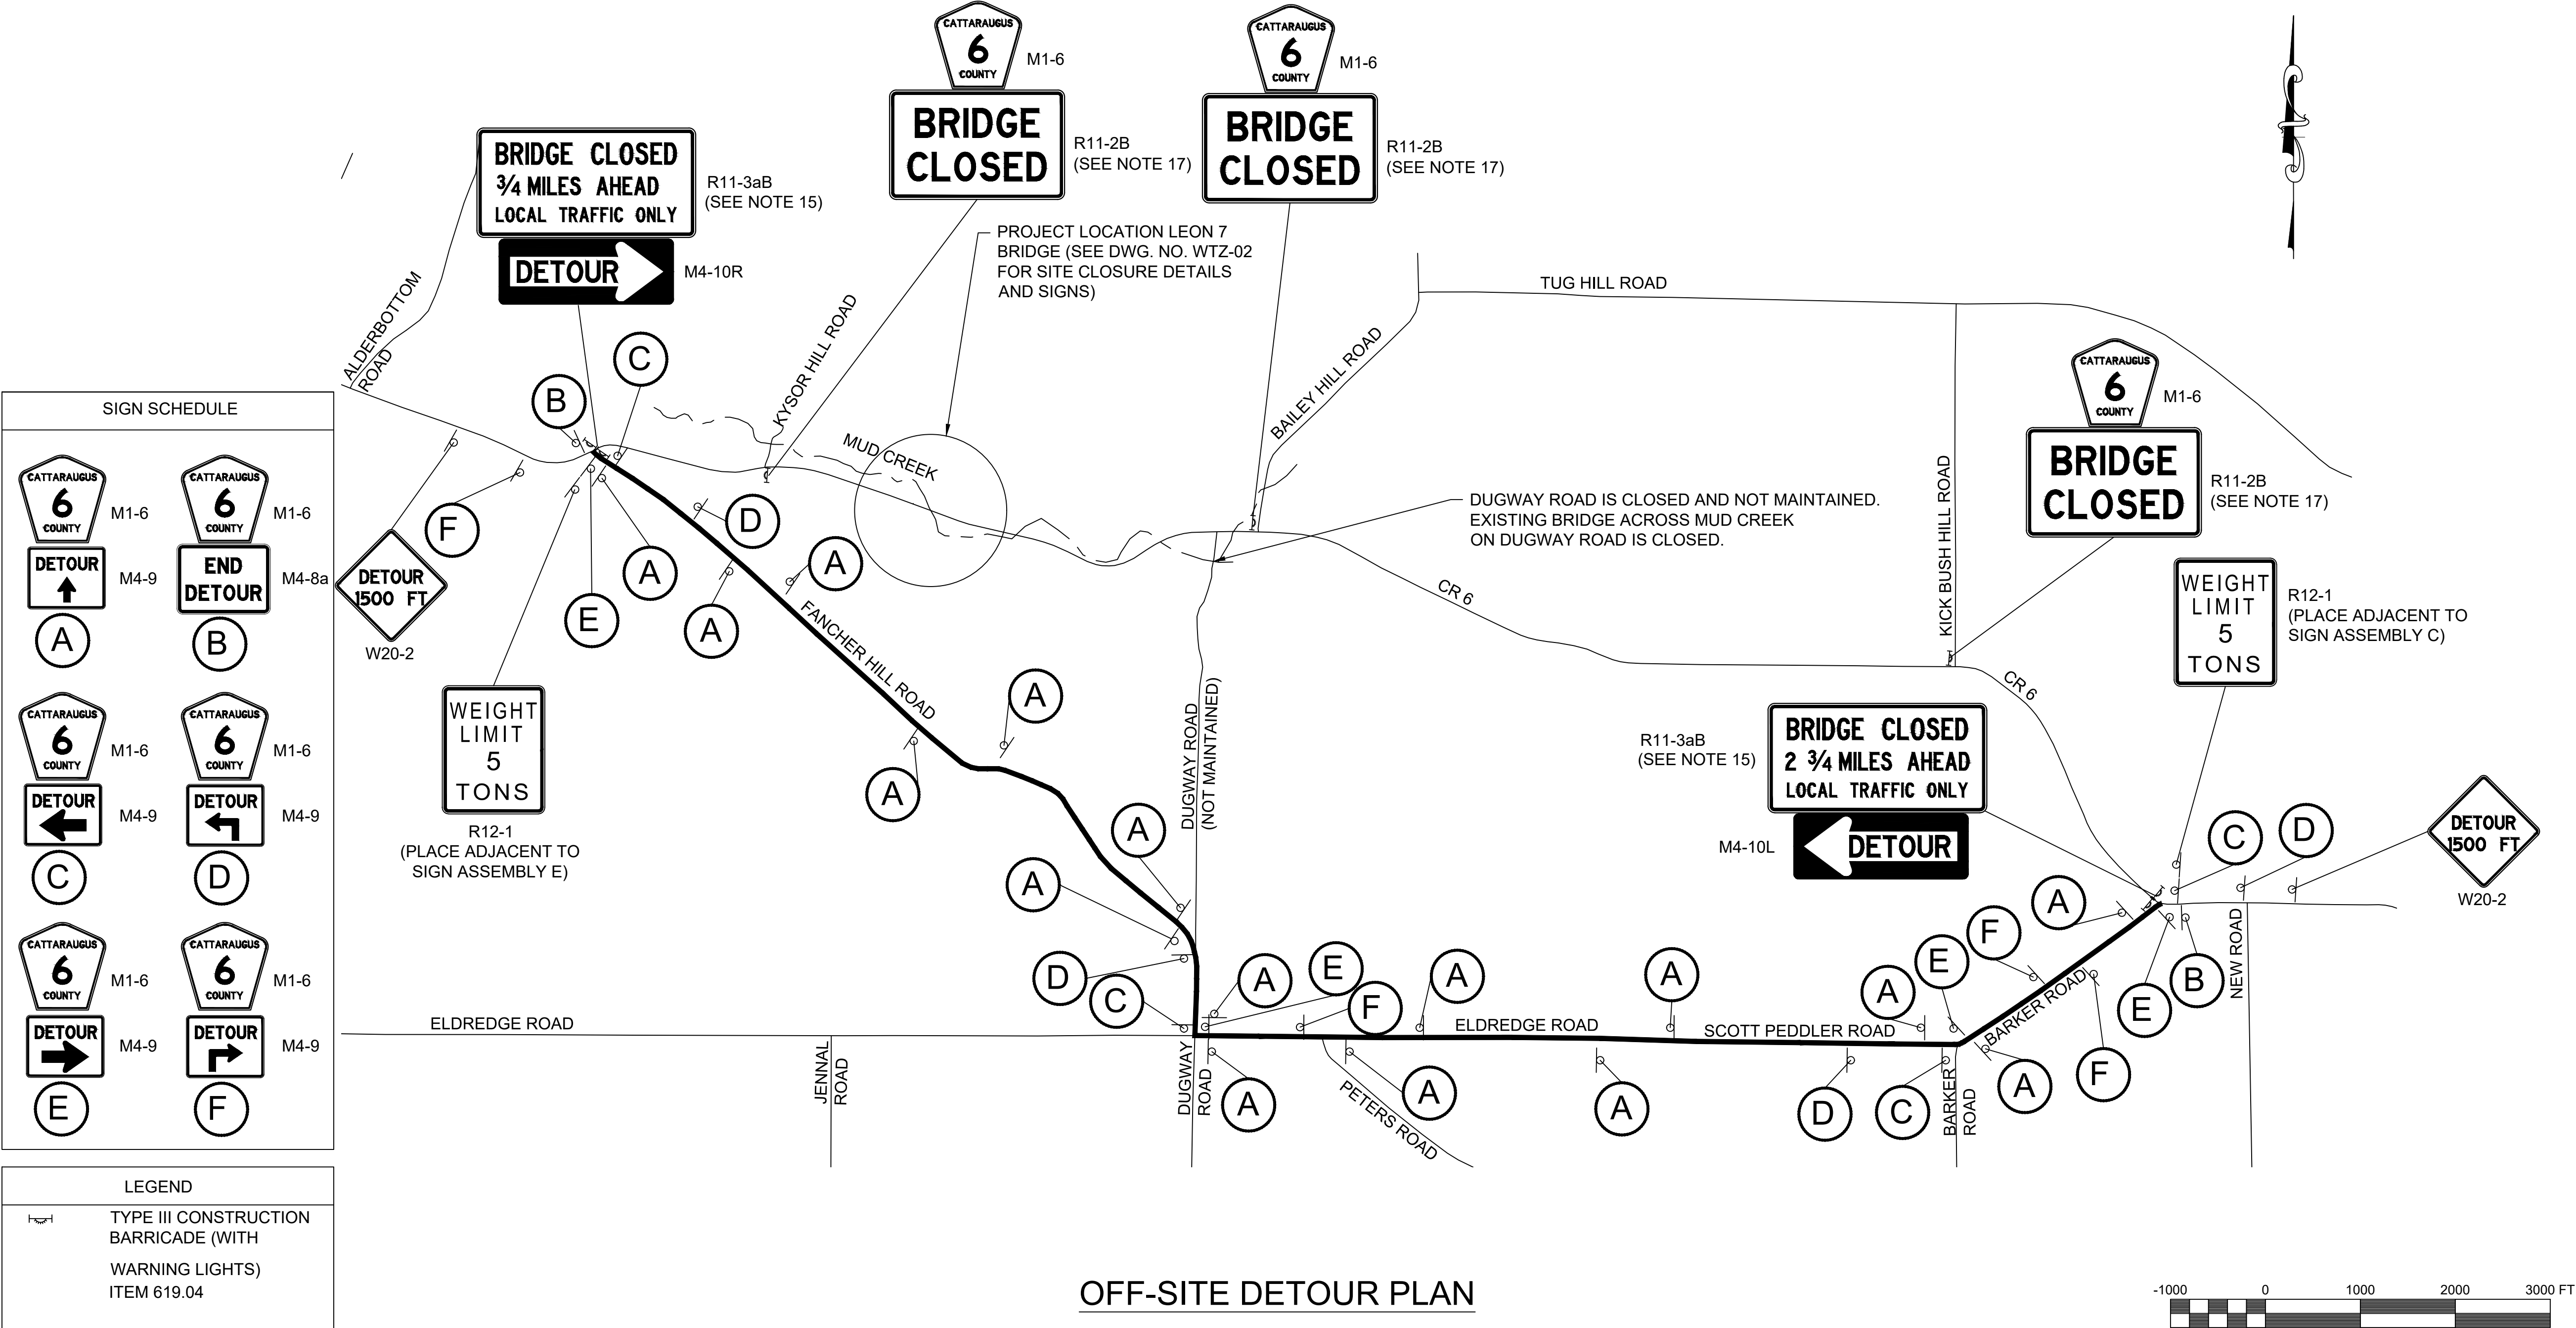 CATTARAUGUS
6
COUNTY
M1-6
BRIDGE
CLOSED
R11-2B
(SEE NOTE 17)
CATTARAUGUS
6
COUNTY
M1-6
BRIDGE
CLOSED
R11-2B
(SEE NOTE 17)
BRIDGE CLOSED
3/4 MILES AHEAD
LOCAL TRAFFIC ONLY
R11-3aB
(SEE NOTE 15)
DETOUR
M4-10R
PROJECT LOCATION LEON 7
BRIDGE (SEE DWG. NO. WTZ-02
FOR SITE CLOSURE DETAILS
AND SIGNS)
ALDERBOTTOM
ROAD
KYSOR HILL ROAD
BAILEY HILL ROAD
TUG HILL ROAD
MUD CREEK
B
C
CATTARAUGUS
6
COUNTY
M1-6
BRIDGE
CLOSED
R11-2B
(SEE NOTE 17)
KICK BUSH HILL ROAD
DUGWAY ROAD IS CLOSED AND NOT MAINTAINED.
EXISTING BRIDGE ACROSS MUD CREEK
ON DUGWAY ROAD IS CLOSED.
SIGN SCHEDULE
CATTARAUGUS
6
COUNTY
M1-6
DETOUR
M4-9
A
CATTARAUGUS
6
COUNTY
M1-6
END
DETOUR
M4-8a
B
CATTARAUGUS
6
COUNTY
M1-6
DETOUR
M4-9
C
CATTARAUGUS
6
COUNTY
M1-6
DETOUR
M4-9
D
CATTARAUGUS
6
COUNTY
M1-6
DETOUR
M4-9
E
CATTARAUGUS
6
COUNTY
M1-6
DETOUR
M4-9
F
DETOUR
1500 FT
W20-2
F
E
A
D
A
A
FANCHER HILL ROAD
WEIGHT
LIMIT
5
TONS
R12-1
(PLACE ADJACENT TO
SIGN ASSEMBLY E)
A
A
DUGWAY ROAD
(NOT MAINTAINED)
CR 6
CR 6
WEIGHT
LIMIT
5
TONS
R12-1
(PLACE ADJACENT TO
SIGN ASSEMBLY C)
R11-3aB
(SEE NOTE 15)
BRIDGE CLOSED
2 3/4 MILES AHEAD
LOCAL TRAFFIC ONLY
M4-10L
DETOUR
DETOUR
1500 FT
W20-2
C
D
A
A
D
C
A
E
F
A
A
A
E
F
A
BARKER ROAD
E
B
NEW ROAD
ELDREDGE ROAD
ELDREDGE ROAD
SCOTT PEDDLER ROAD
JENNAL
ROAD
DUGWAY
ROAD
A
PETERS ROAD
A
A
D
C
BARKER
ROAD
A
F
LEGEND
TYPE III CONSTRUCTION
BARRICADE (WITH
WARNING LIGHTS)
ITEM 619.04
OFF-SITE DETOUR PLAN
-1000 0 1000 2000 3000 FT